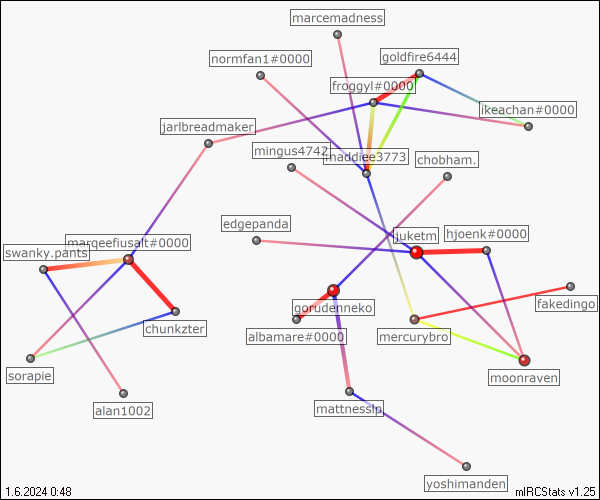 marcemadness
normfan1#0000
goldfire6444
froggyl#0000
ikeachan#0000
jarlbreadmaker
mingus4742
maddiee3773
chobham.
edgepanda
juketm
hjoenk#0000
marqeefiusalt#0000
swanky.pants
gorudenneko
fakedingo
chunkzter
albamare#0000
mercurybro
sorapie
moonraven
alan1002
mattnesslp
yoshimanden
1.6.2024 0:48
mIRCStats v1.25